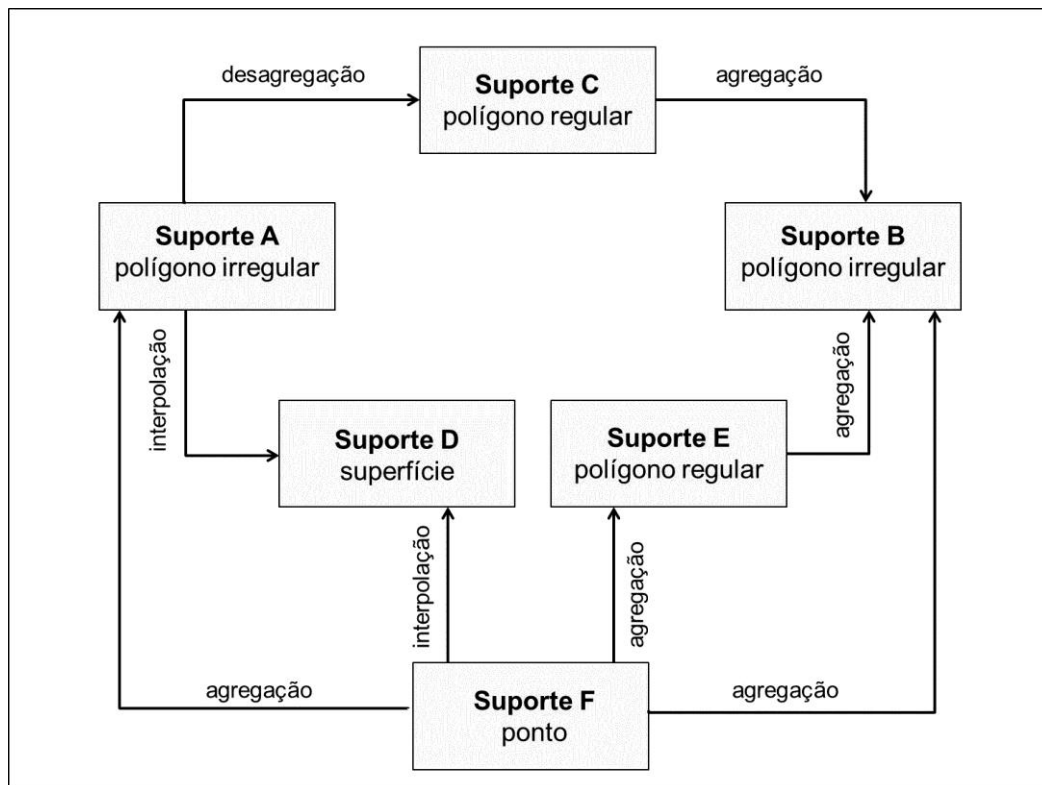 desagregação
Suporte C
polígono regular
agregação
Suporte A
polígono irregular
Suporte B
polígono irregular
interpolação
agregação
Suporte D
superfície
Suporte E
polígono regular
interpolação
agregação
agregação
Suporte F
ponto
agregação